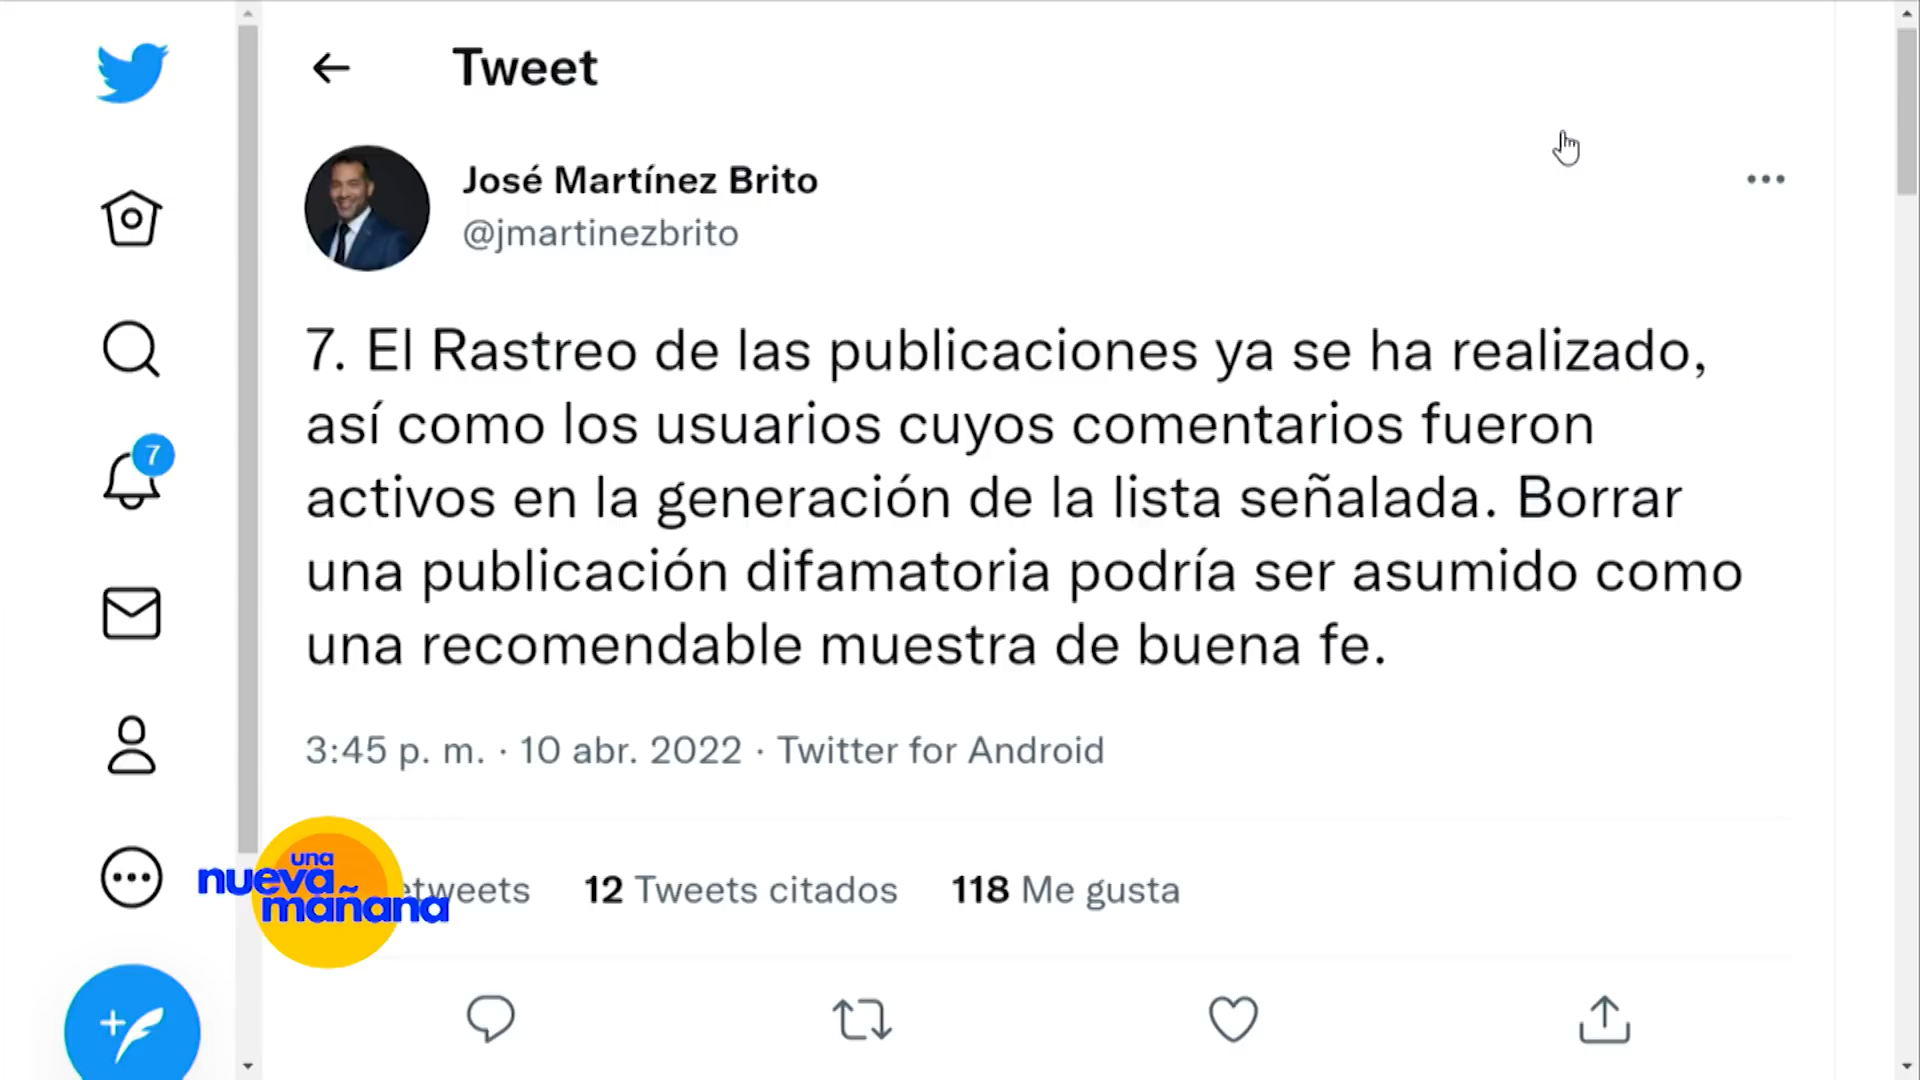 Tweet
José Martínez Brito
@jmartinezbrito
7. El Rastreo de las publicaciones ya se ha realizado,
así como los usuarios cuyos comentarios fueron
activos en la generación de la lista señalada. Borrar
una publicación difamatoria podría ser asumido como
una recomendable muestra de buena fe.
3:45 p. m. · 10 abr. 2022 · Twitter for Android
12 Tweets citados 118 Me gusta
7
una
nueva
mañana